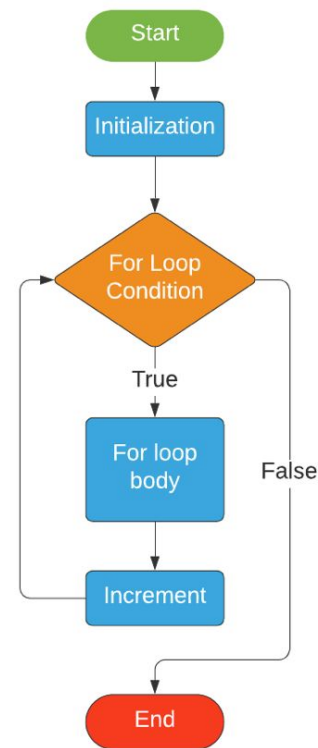 Start
Initialization
For Loop
Condition
True
For loop
body
False
Increment
End